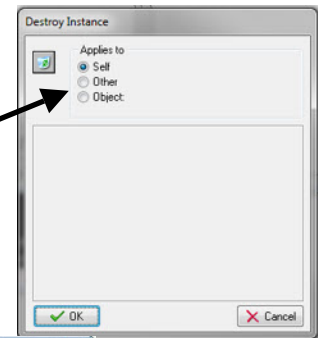 Destroy Instance
Applies to
Self
Other
Object:
OK
Cancel